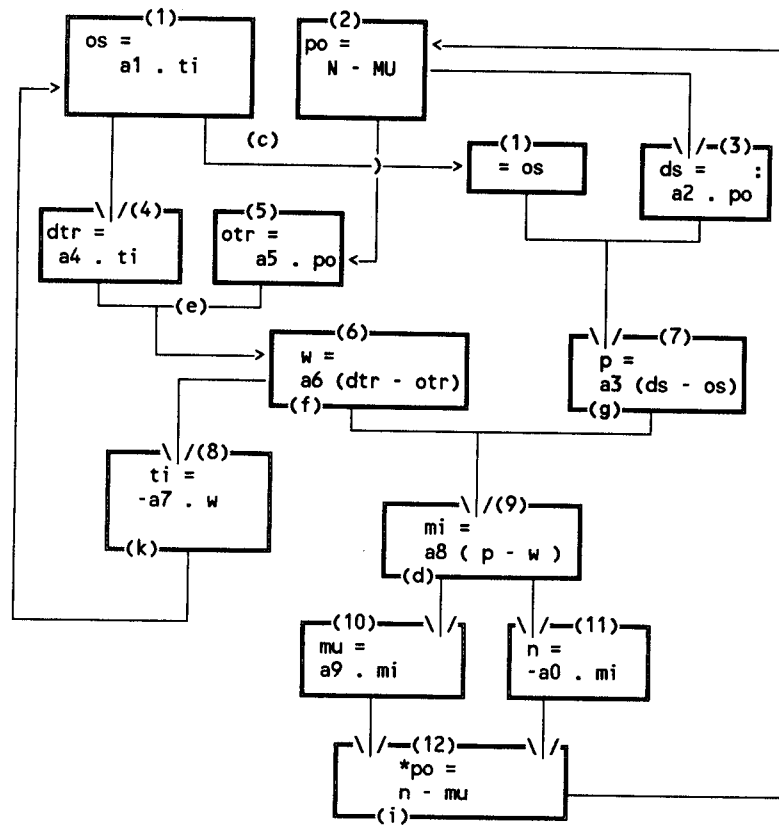 (1)
os =
a1 . ti
(2)
po =
N - MU
(c)
(1)
= os
(3)
ds = :
a2 . po
(4)
dtr =
a4 . ti
(5)
otr =
a5 . po
(e)
(6)
w =
a6 (dtr - otr)
(f)
(7)
p =
a3 (ds - os)
(g)
(8)
ti =
-a7 . w
(k)
(9)
mi =
a8 ( p - w )
(d)
(10)
mu =
a9 . mi
(11)
n =
-a0 . mi
(12)
*po =
n - mu
(i)